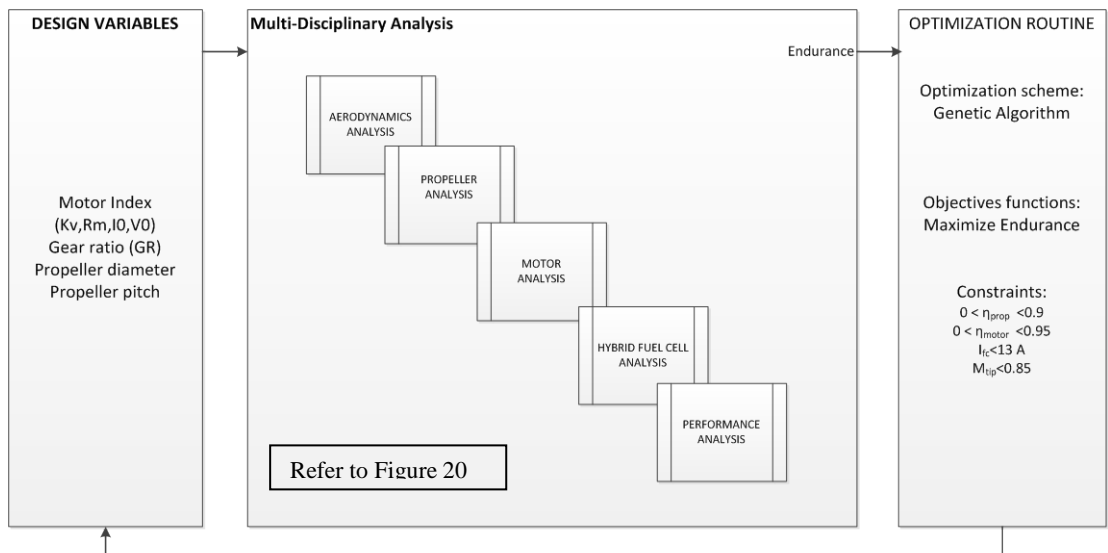 DESIGN VARIABLES
Motor Index
(Kv,Rm,I0,V0)
Gear ratio (GR)
Propeller diameter
Propeller pitch
Multi-Disciplinary Analysis
Endurance
AERODYNAMICS
ANALYSIS
PROPELLER
ANALYSIS
MOTOR
ANALYSIS
HYBRID FUEL CELL
ANALYSIS
PERFORMANCE
ANALYSIS
Refer to Figure 20
OPTIMIZATION ROUTINE
Optimization scheme:
Genetic Algorithm
Objectives functions:
Maximize Endurance
Constraints:
0 < ηprop <0.9
0 < ηmotor <0.95
Ifc<13 A
Mtip<0.85